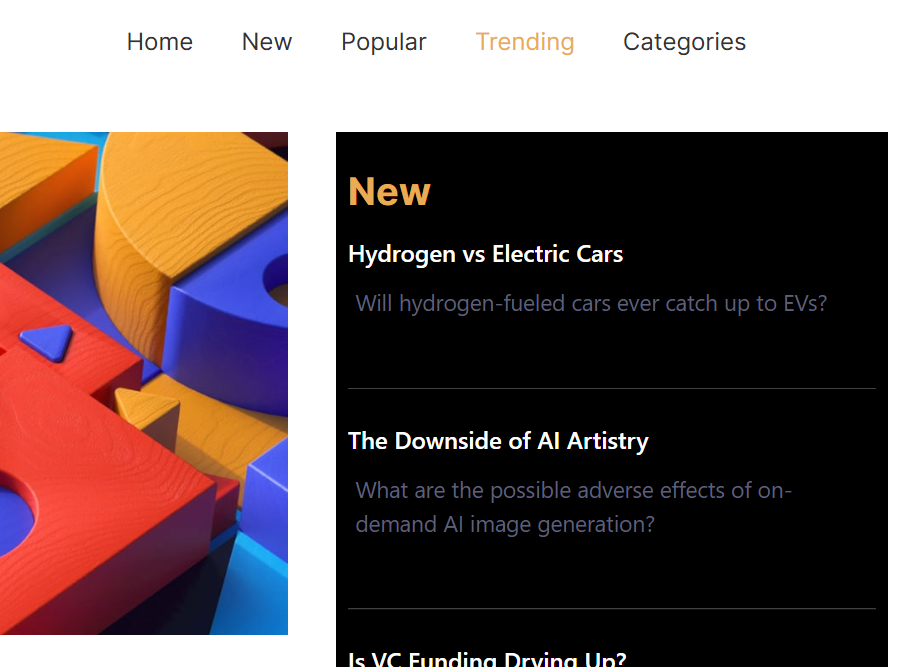 Home New Popular Trending Categories
New
Hydrogen vs Electric Cars
Will hydrogen-fueled cars ever catch up to EVs?
The Downside of AI Artistry
What are the possible adverse effects of on-
demand AI image generation?
Is VC Funding Drying Up?